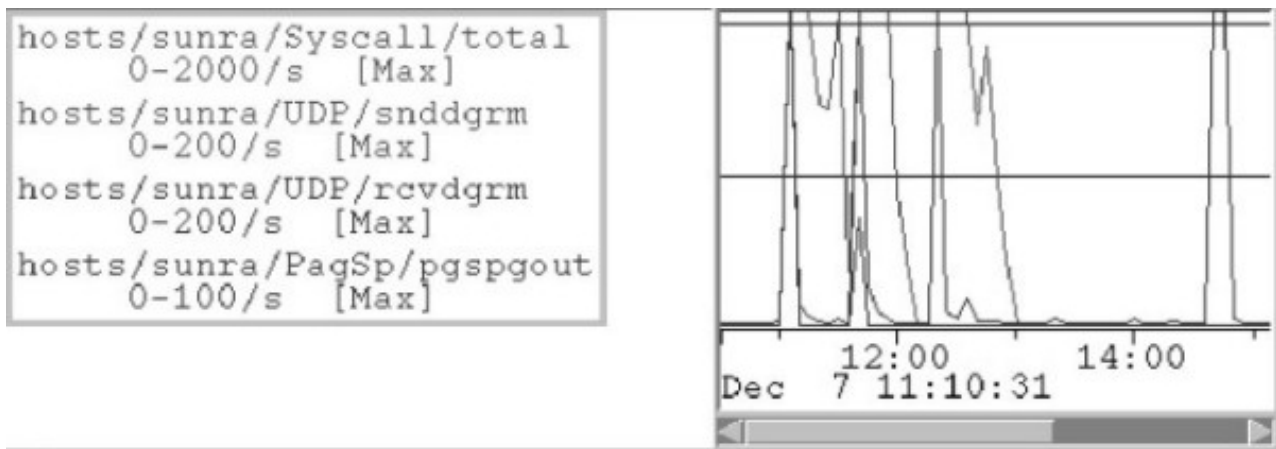 hosts/sunra/Syscall/total
0-2000/s [Max]
hosts/sunra/UDP/snddgrm
0-200/s [Max]
hosts/sunra/UDP/rcvdgrm
0-200/s [Max]
hosts/sunra/PagSp/pgspgout
0-100/s [Max]
12:00 14:00
Dec 7 11:10:31